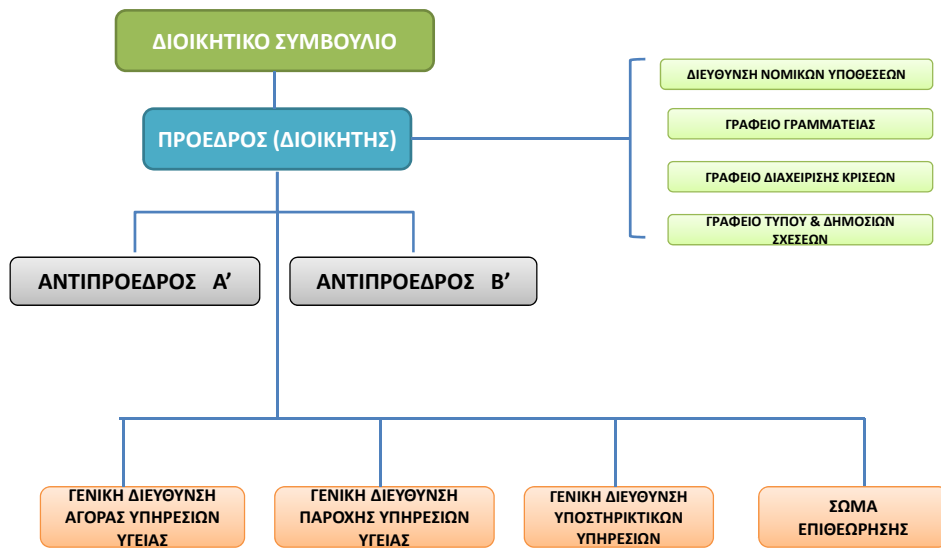 ΔΙΟΙΚΗΤΙΚΟ ΣΥΜΒΟΥΛΙΟ
ΠΡΟΕΔΡΟΣ (ΔΙΟΙΚΗΤΗΣ)
ΔΙΕΥΘΥΝΣΗ ΝΟΜΙΚΩΝ ΥΠΟΘΕΣΕΩΝ
ΓΡΑΦΕΙΟ ΓΡΑΜΜΑΤΕΙΑΣ
ΓΡΑΦΕΙΟ ΔΙΑΧΕΙΡΙΣΗΣ ΚΡΙΣΕΩΝ
ΓΡΑΦΕΙΟ ΤΥΠΟΥ & ΔΗΜΟΣΙΩΝ
ΣΧΕΣΕΩΝ
ΑΝΤΙΠΡΟΕΔΡΟΣ Α’
ΑΝΤΙΠΡΟΕΔΡΟΣ Β’
ΓΕΝΙΚΗ ΔΙΕΥΘΥΝΣΗ
ΑΓΟΡΑΣ ΥΠΗΡΕΣΙΩΝ
ΥΓΕΙΑΣ
ΓΕΝΙΚΗ ΔΙΕΥΘΥΝΣΗ
ΠΑΡΟΧΗΣ ΥΠΗΡΕΣΙΩΝ
ΥΓΕΙΑΣ
ΓΕΝΙΚΗ ΔΙΕΥΘΥΝΣΗ
ΥΠΟΣΤΗΡΙΚΤΙΚΩΝ
ΥΠΗΡΕΣΙΩΝ
ΣΩΜΑ
ΕΠΙΘΕΩΡΗΣΗΣ